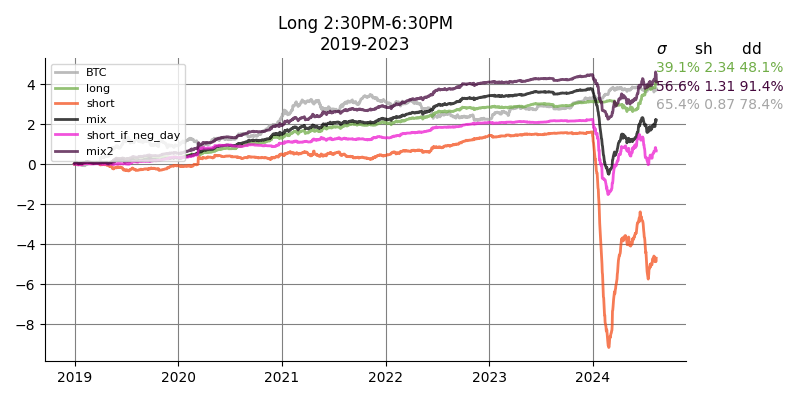 Long 2:30PM-6:30PM
2019-2023
σ sh dd
39.1% 2.34 48.1%
56.6% 1.31 91.4%
65.4% 0.87 78.4%
BTC
long
short
mix
short_if_neg_day
mix2
4
2
0
−2
−4
−6
−8
2019 2020 2021 2022 2023 2024